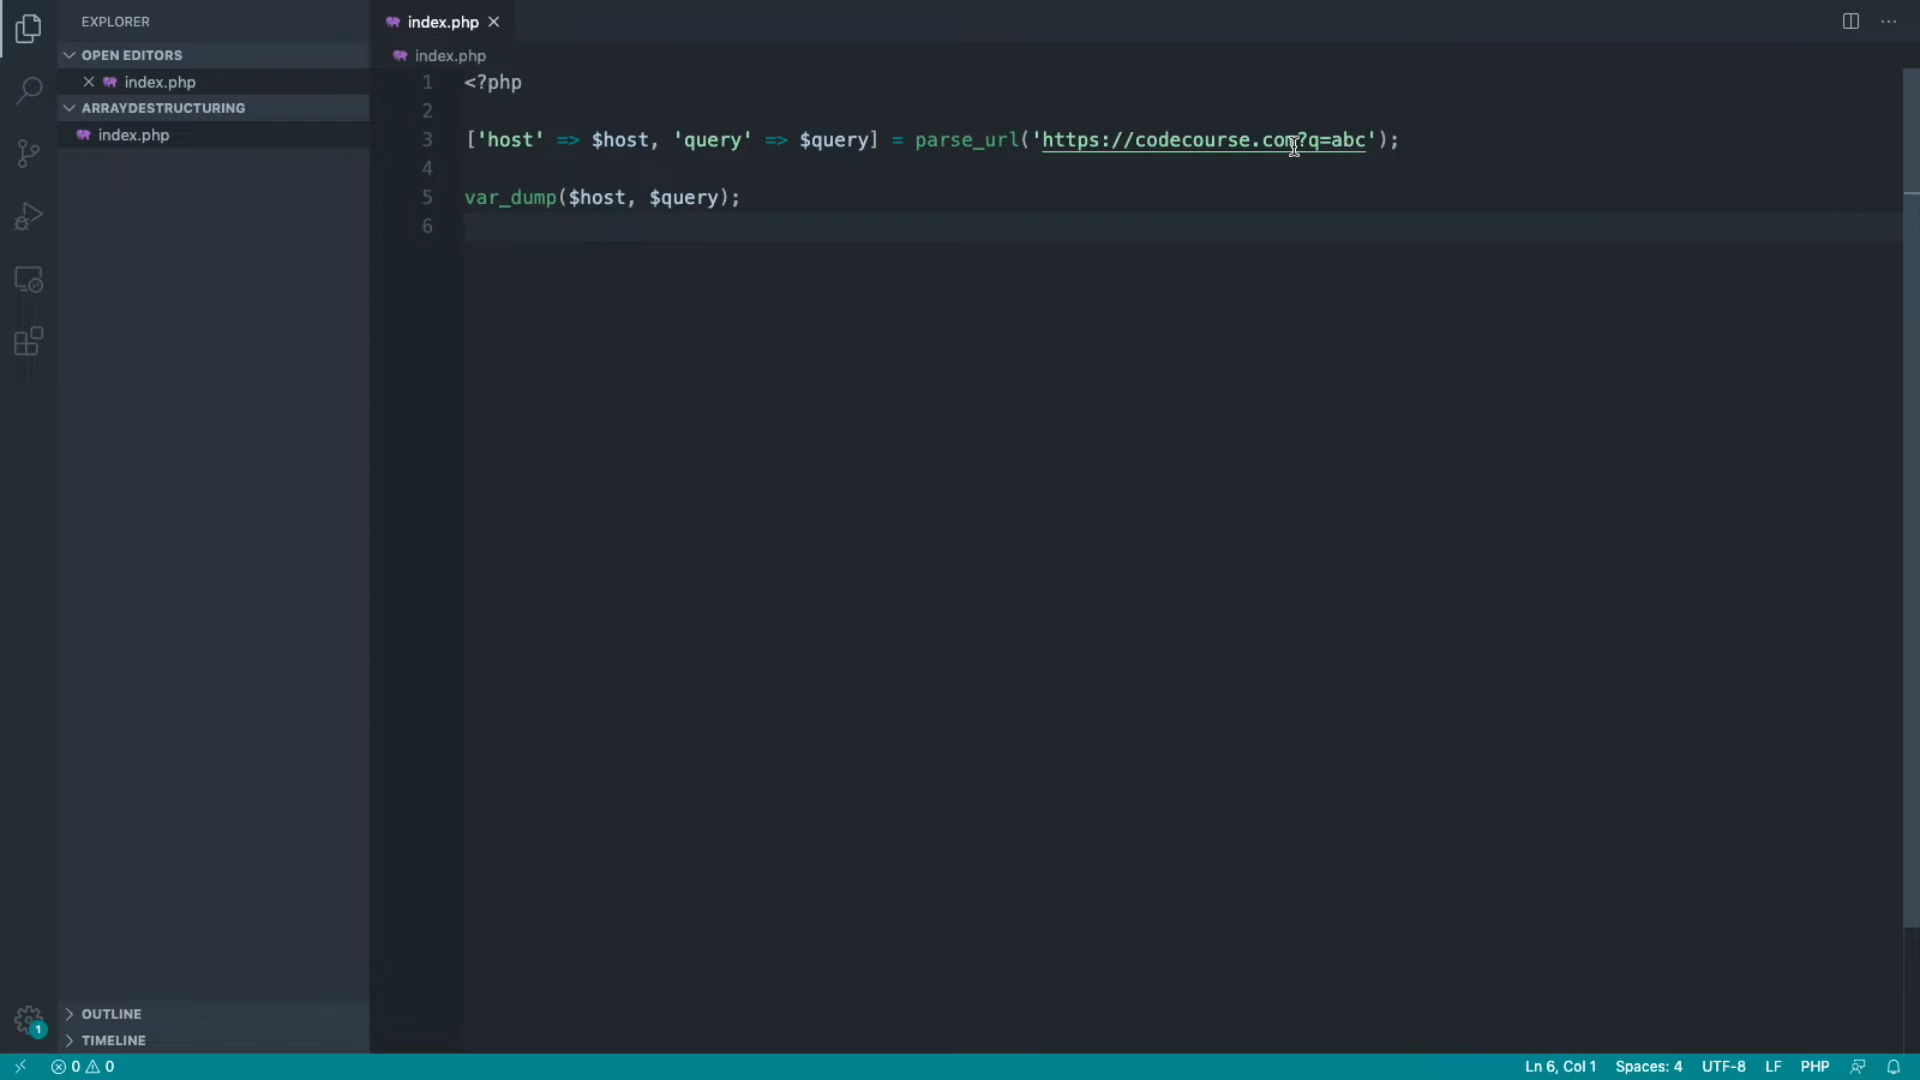 EXPLORER
OPEN EDITORS
index.php
ARRAYDESTRUCTURING
index.php
OUTLINE
TIMELINE
index.php
index.php
1 <?php
2
3 ['host' => $host, 'query' => $query] = parse_url('https://codecourse.com?q=abc');
4
5 var_dump($host, $query);
6
1
0 0
Ln 6, Col 1 Spaces: 4 UTF-8 LF PHP